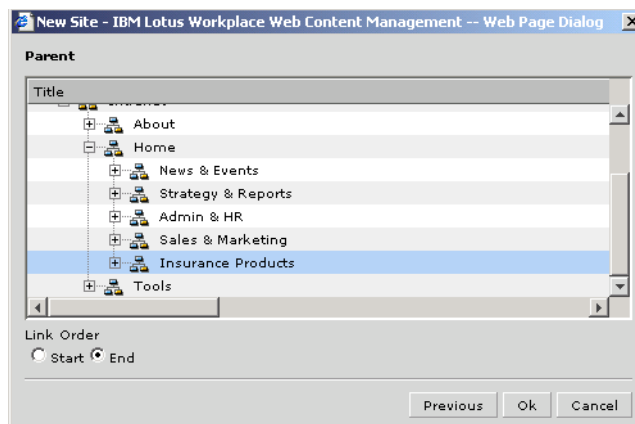 New Site - IBM Lotus Workplace Web Content Management -- Web Page Dialog
Parent
Title
Intranet
About
Home
News & Events
Strategy & Reports
Admin & HR
Sales & Marketing
Insurance Products
Tools
Link Order
Start End
Previous Ok Cancel